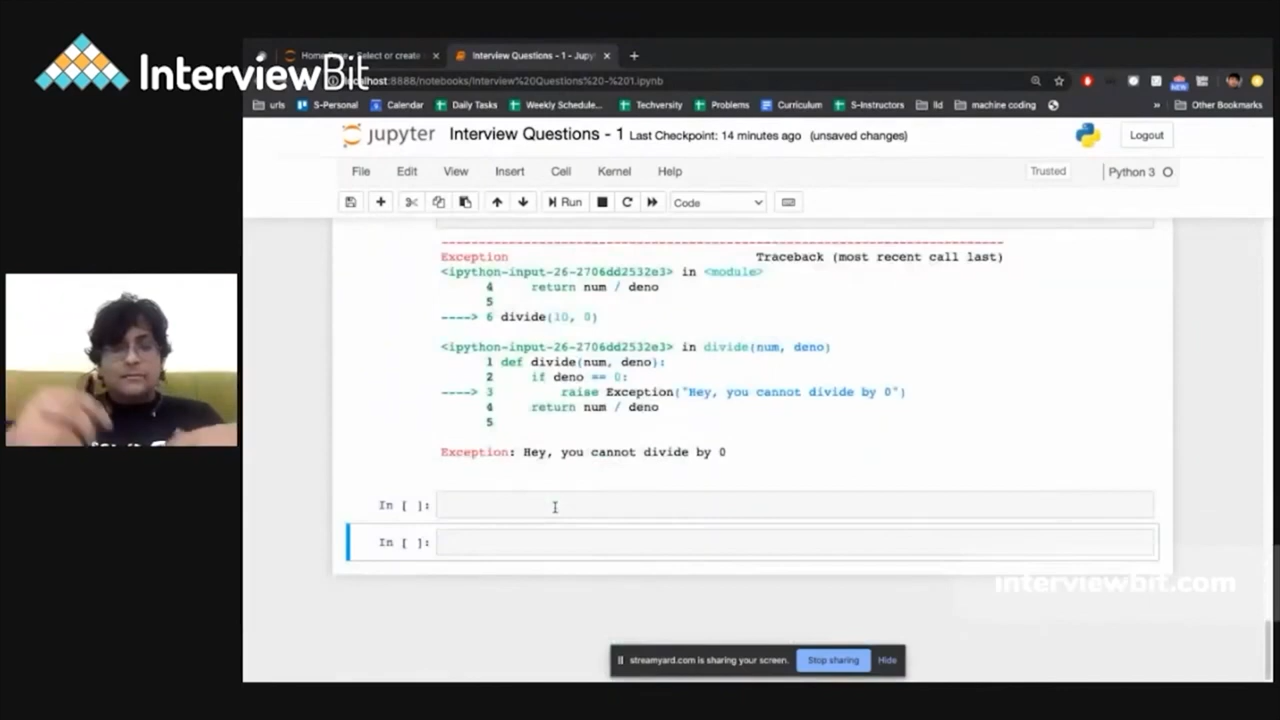 InterviewBit
Interview Questions - 1 - Jupy
localhost:8888/notebooks/Interview%20Questions%20-%201.ipynb
urls S-Personal Calendar Daily Tasks Weekly Schedule... Techversity Problems Curriculum S-Instructors lld machine coding » Other Bookmarks
NEW
jupyter Interview Questions - 1 Last Checkpoint: 14 minutes ago (unsaved changes) Logout
File Edit View Insert Cell Kernel Help Trusted Python 3
Run Code
---------------------------------------------------------------------------
Exception Traceback (most recent call last)
<ipython-input-26-2706dd2532e3> in <module>
4 return num / deno
5
----> 6 divide(10, 0)
<ipython-input-26-2706dd2532e3> in divide(num, deno)
1 def divide(num, deno):
2 if deno == 0:
----> 3 raise Exception("Hey, you cannot divide by 0")
4 return num / deno
5
Exception: Hey, you cannot divide by 0
In [ ]:
In [ ]:
interviewbit.com
streamyard.com is sharing your screen. Stop sharing Hide